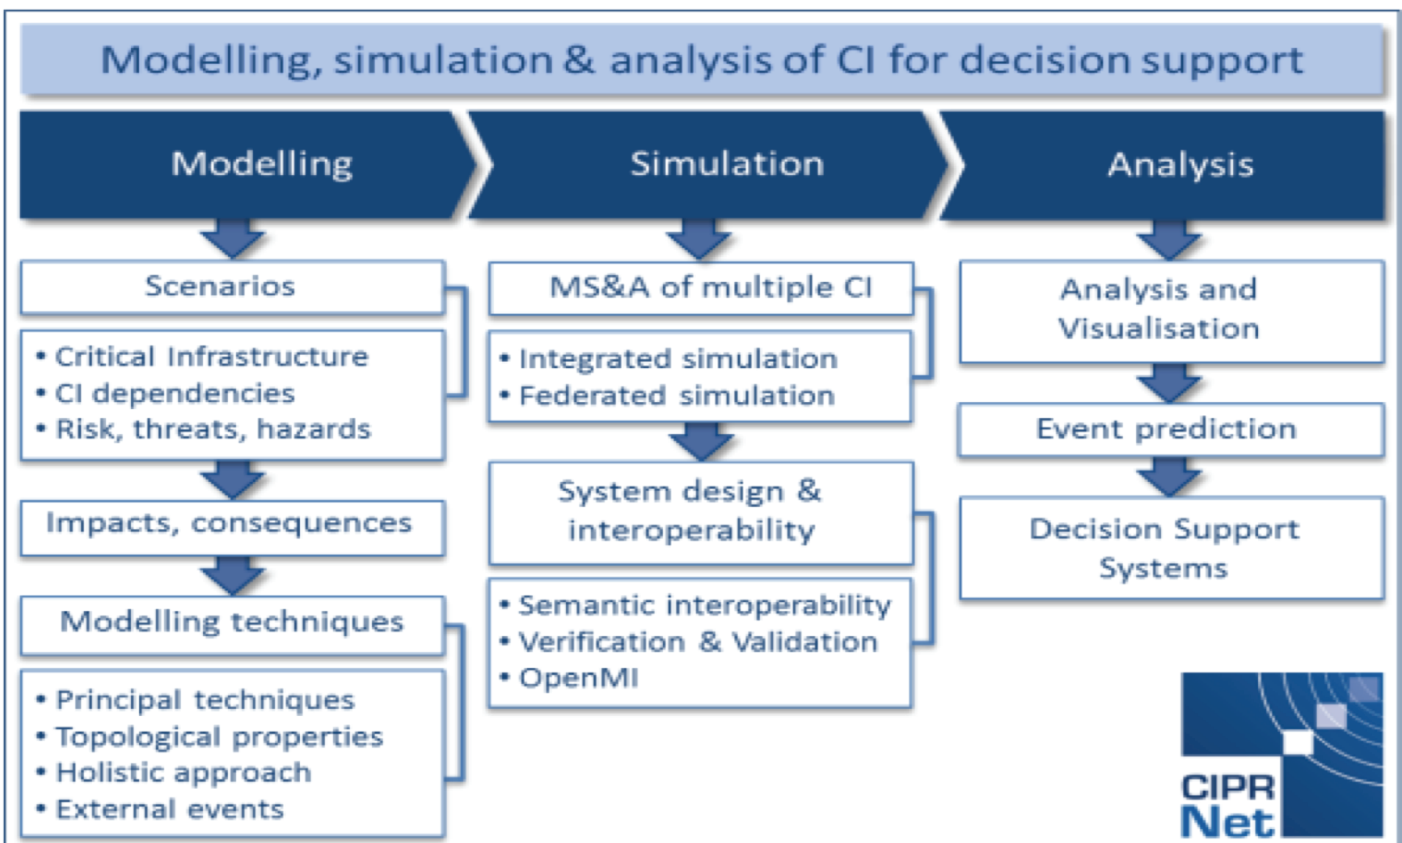 Modelling, simulation & analysis of CI for decision support
Modelling
Simulation
Analysis
Scenarios
• Critical Infrastructure
• CI dependencies
• Risk, threats, hazards
Impacts, consequences
Modelling techniques
• Principal techniques
• Topological properties
• Holistic approach
• External events
MS&A of multiple CI
• Integrated simulation
• Federated simulation
System design &
interoperability
• Semantic interoperability
• Verification & Validation
• OpenMI
Analysis and
Visualisation
Event prediction
Decision Support
Systems
CIPR
Net